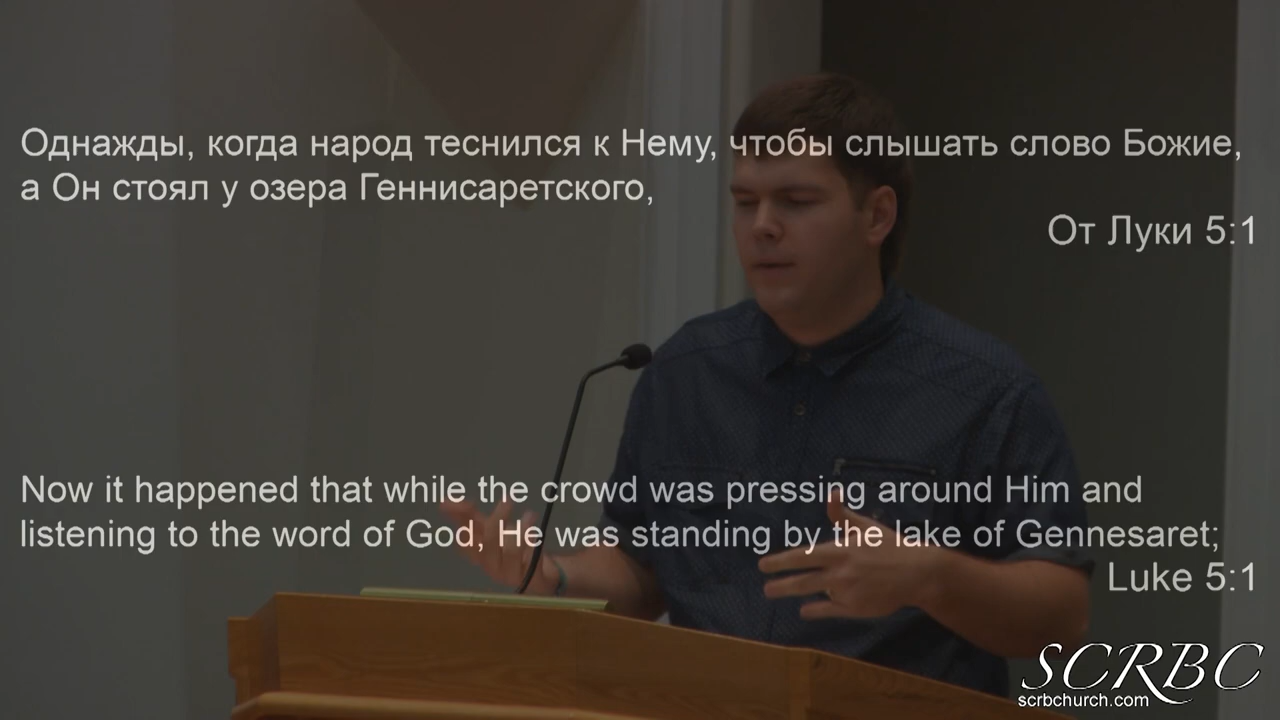 Однажды, когда народ теснился к Нему, чтобы слышать слово Божие,
а Он стоял у озера Геннисаретского,
От Луки 5:1
Now it happened that while the crowd was pressing around Him and
listening to the word of God, He was standing by the lake of Gennesaret;
Luke 5:1
SCRBC
scrbchurch.com